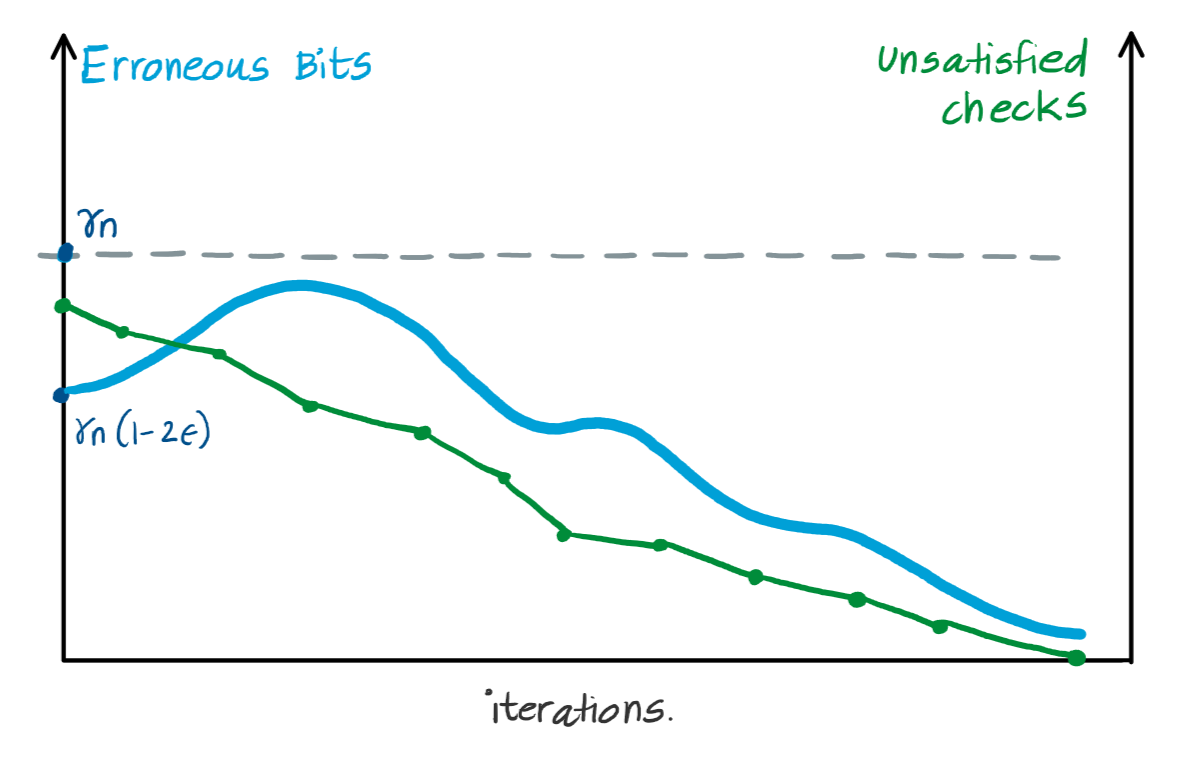 Erroneous Bits
Unsatisfied
checks
γn
γn (1-2ϵ)
iterations.